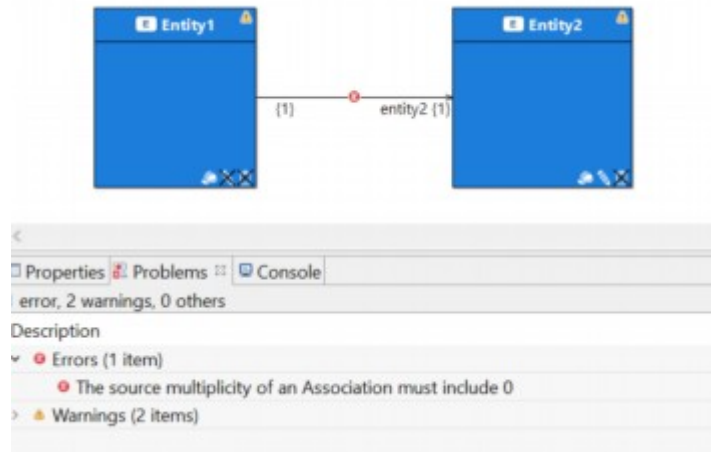 E Entity1
E Entity2
{1}
entity2 {1}
Properties Problems Console
error, 2 warnings, 0 others
Description
Errors (1 item)
The source multiplicity of an Association must include 0
Warnings (2 items)